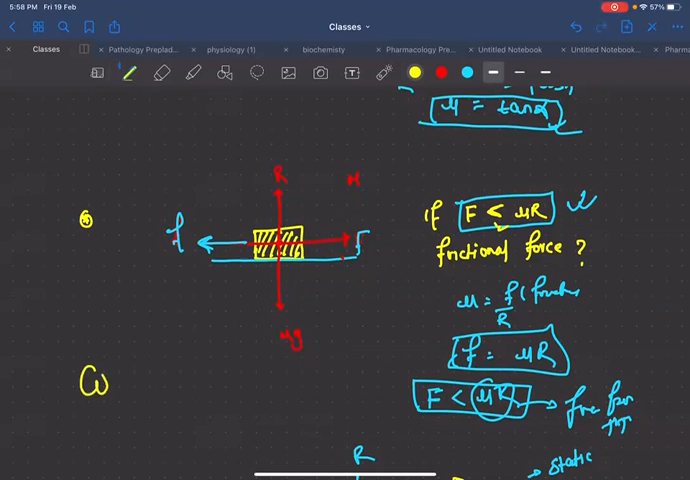 5:58 PM Fri 19 Feb
57%
Classes
Classes
Pathology Preplad...
physiology (1)
biochemisty
Pharmacology Pre...
Untitled Notebook
Untitled Notebook...
Pharma
μ = tanα
R
f
F
Mg
If F < μR
frictional force ?
μ = f
R
f = μR
F < μR →
R
→ static